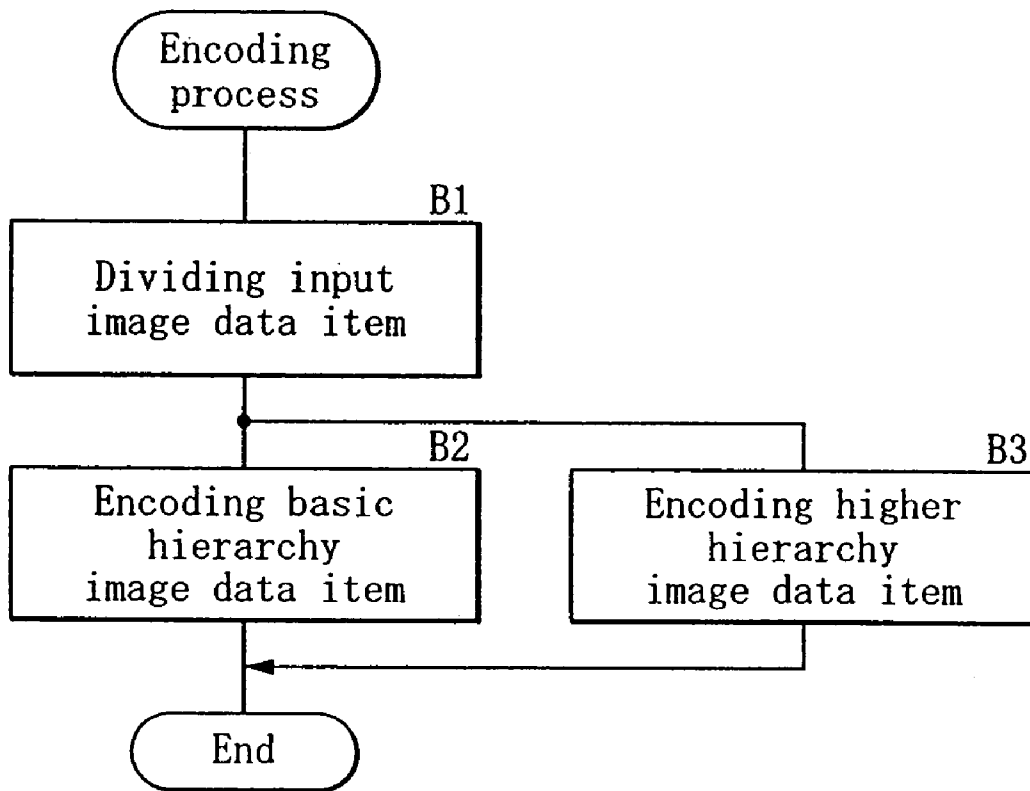 Encoding
process
B1
Dividing input
image data item
B2
Encoding basic
hierarchy
image data item
B3
Encoding higher
hierarchy
image data item
End